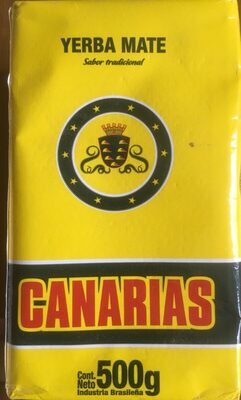 YERBA MATE
Sabor tradicional
CANARIAS
Cont.
Neto 500g
Industria Brasileña